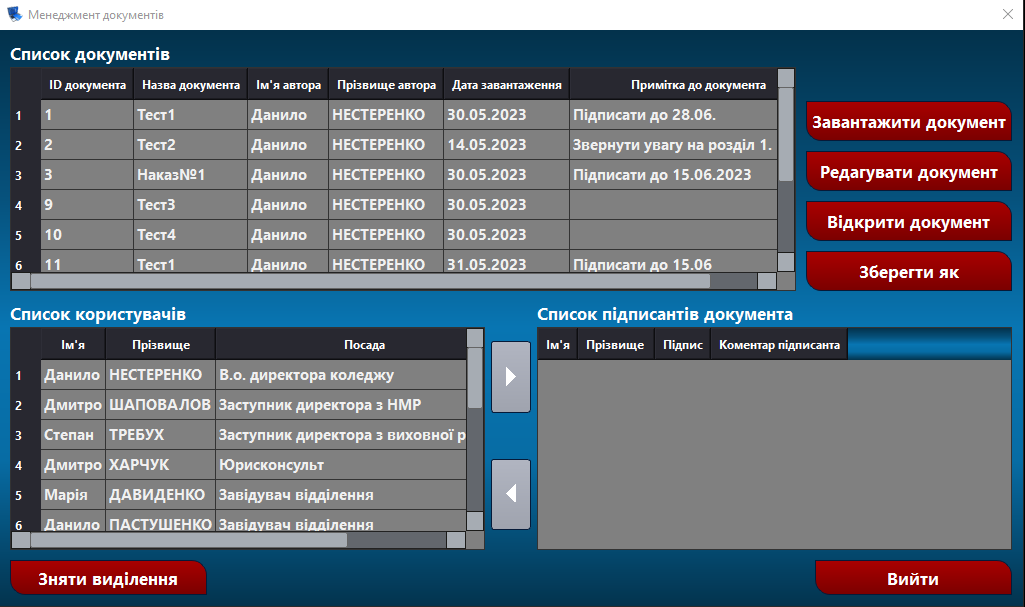 Менеджмент документів
Список документів
ID документа Назва документа Ім'я автора Прізвище автора Дата завантаження Примітка до документа
1 1 Тест1 Данило НЕСТЕРЕНКО 30.05.2023 Підписати до 28.06.
2 2 Тест2 Данило НЕСТЕРЕНКО 14.05.2023 Звернути увагу на розділ 1.
3 3 Наказ№1 Данило НЕСТЕРЕНКО 30.05.2023 Підписати до 15.06.2023
4 9 Тест3 Данило НЕСТЕРЕНКО 30.05.2023
5 10 Тест4 Данило НЕСТЕРЕНКО 30.05.2023
6 11 Тест1 Данило НЕСТЕРЕНКО 31.05.2023 Підписати до 15.06
Завантажити документ
Редагувати документ
Відкрити документ
Зберегти як
Список користувачів
Ім'я Прізвище Посада
1 Данило НЕСТЕРЕНКО В.о. директора коледжу
2 Дмитро ШАПОВАЛОВ Заступник директора з НМР
3 Степан ТРЕБУХ Заступник директора з виховної р
4 Дмитро ХАРЧУК Юрисконсульт
5 Марія ДАВИДЕНКО Завідувач відділення
6 Данило ПАСТУШЕНКО Завідувач відділення
Список підписантів документа
Ім'я Прізвище Підпис Коментар підписанта
Зняти виділення
Вийти